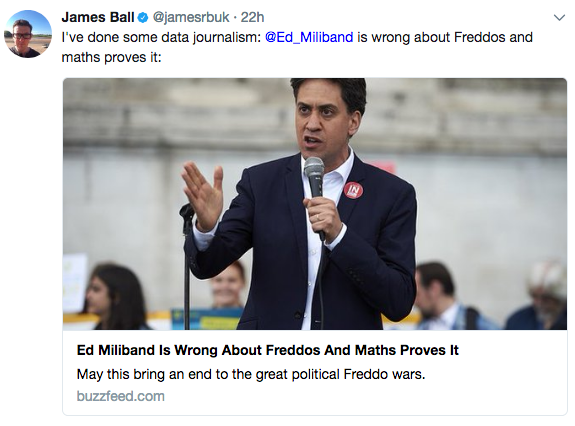 James Ball @jamesrbuk · 22h
I've done some data journalism: @Ed_Miliband is wrong about Freddos and
maths proves it:
IN
Ed Miliband Is Wrong About Freddos And Maths Proves It
May this bring an end to the great political Freddo wars.
buzzfeed.com